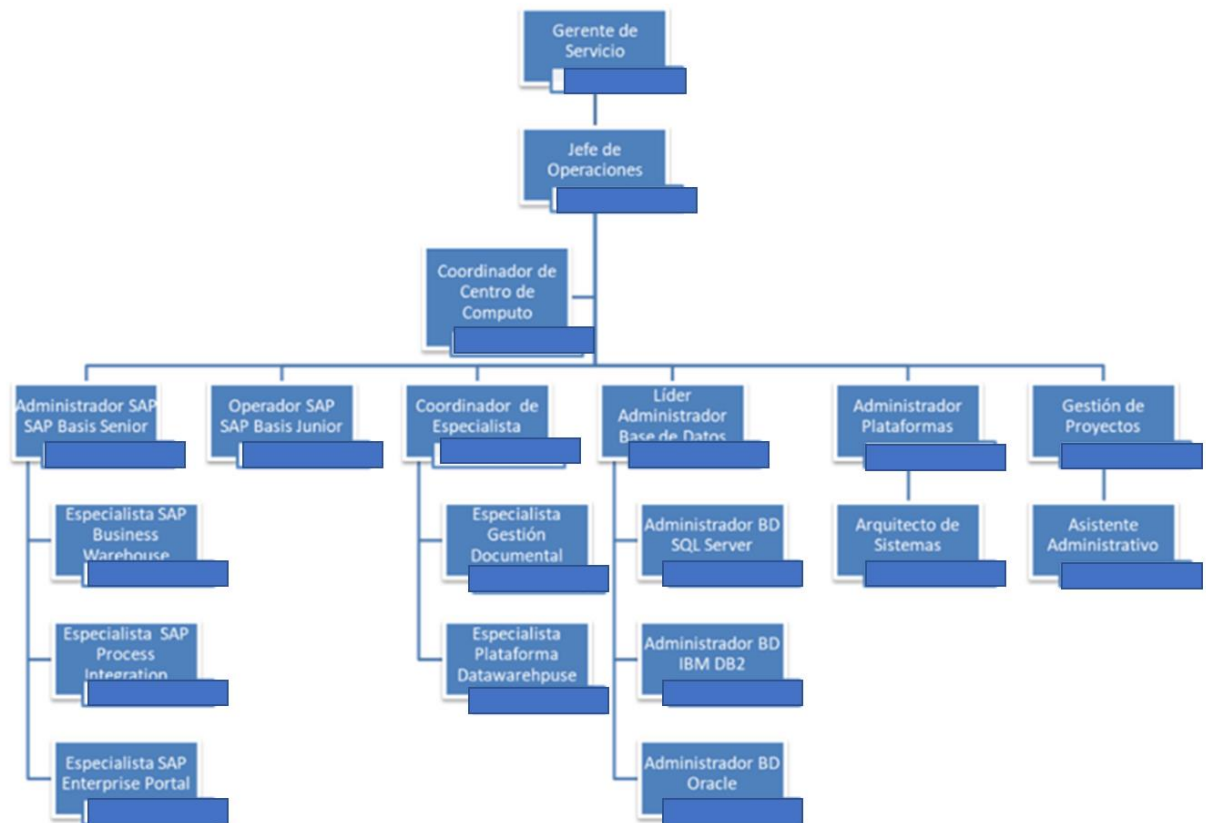 Gerente de
Servicio
Jefe de
Operaciones
Coordinador de
Centro de
Computo
Administrador SAP
SAP Basis Senior
Operador SAP
SAP Basis Junior
Coordinador de
Especialista
Líder
Administrador
Base de Datos
Administrador
Plataformas
Gestión de
Proyectos
Especialista SAP
Business
Warehouse
Especialista
Gestión
Documental
Administrador BD
SQL Server
Arquitecto de
Sistemas
Asistente
Administrativo
Especialista SAP
Process
Integration
Especialista
Plataforma
Datawarehpuse
Administrador BD
IBM DB2
Especialista SAP
Enterprise Portal
Administrador BD
Oracle